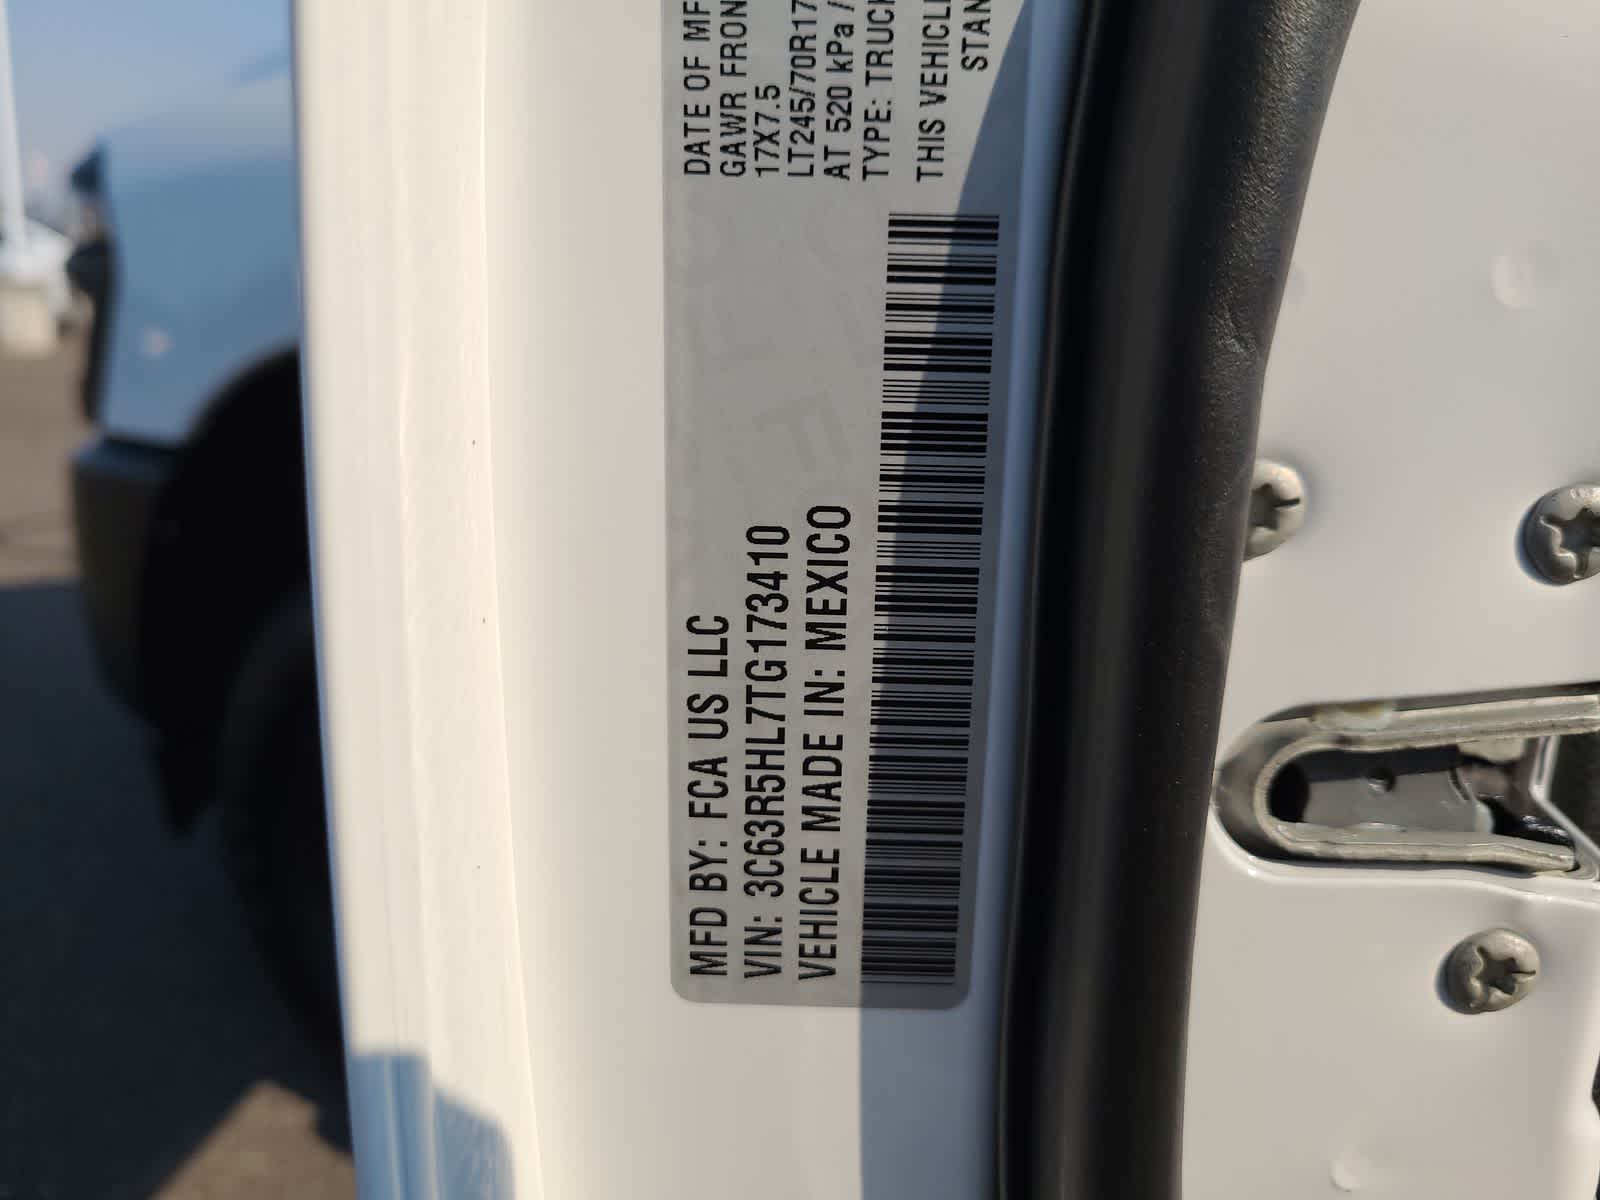 MFD BY: FCA US LLC
VIN: 3C63R5HL7TG173410
VEHICLE MADE IN: MEXICO
DATE OF MF
GAWR FRON
17X7.5
LT245/70R17
AT 520 kPa /
TYPE: TRUCK
THIS VEHICLE
STAN